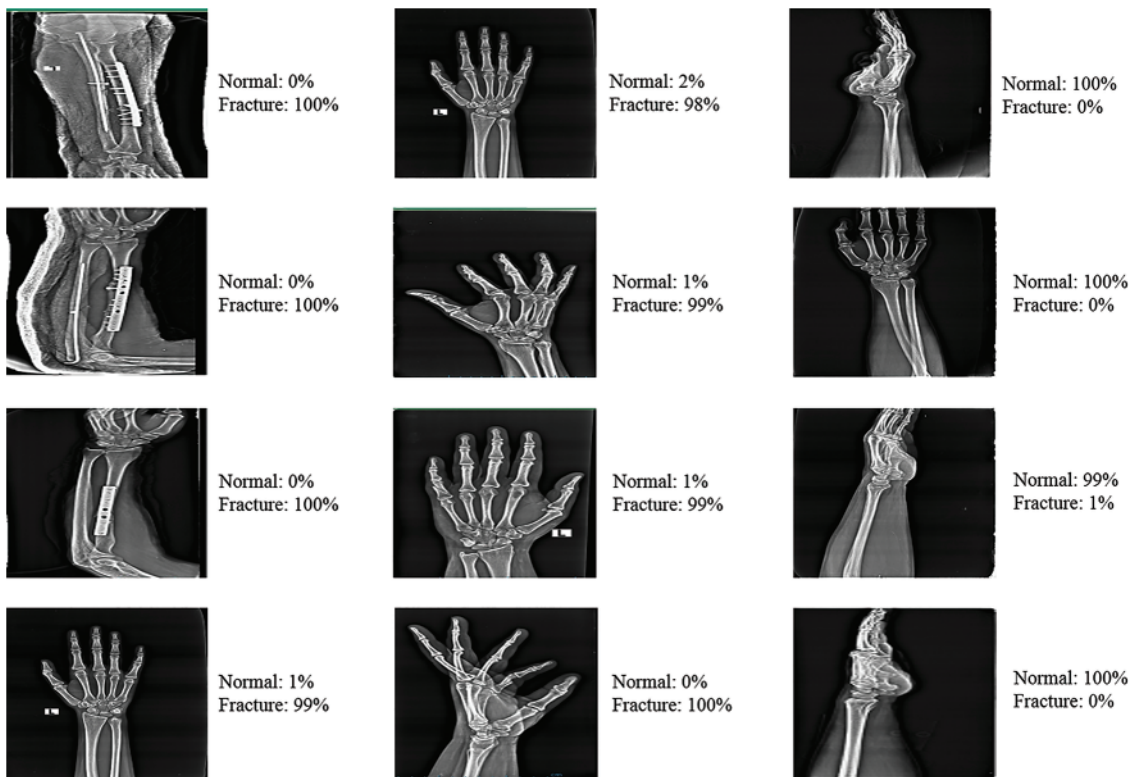 Normal: 0%
Fracture: 100%
Normal: 2%
Fracture: 98%
Normal: 100%
Fracture: 0%
Normal: 0%
Fracture: 100%
Normal: 1%
Fracture: 99%
Normal: 100%
Fracture: 0%
Normal: 0%
Fracture: 100%
Normal: 1%
Fracture: 99%
L
Normal: 99%
Fracture: 1%
Normal: 1%
Fracture: 99%
L
Normal: 0%
Fracture: 100%
Normal: 100%
Fracture: 0%